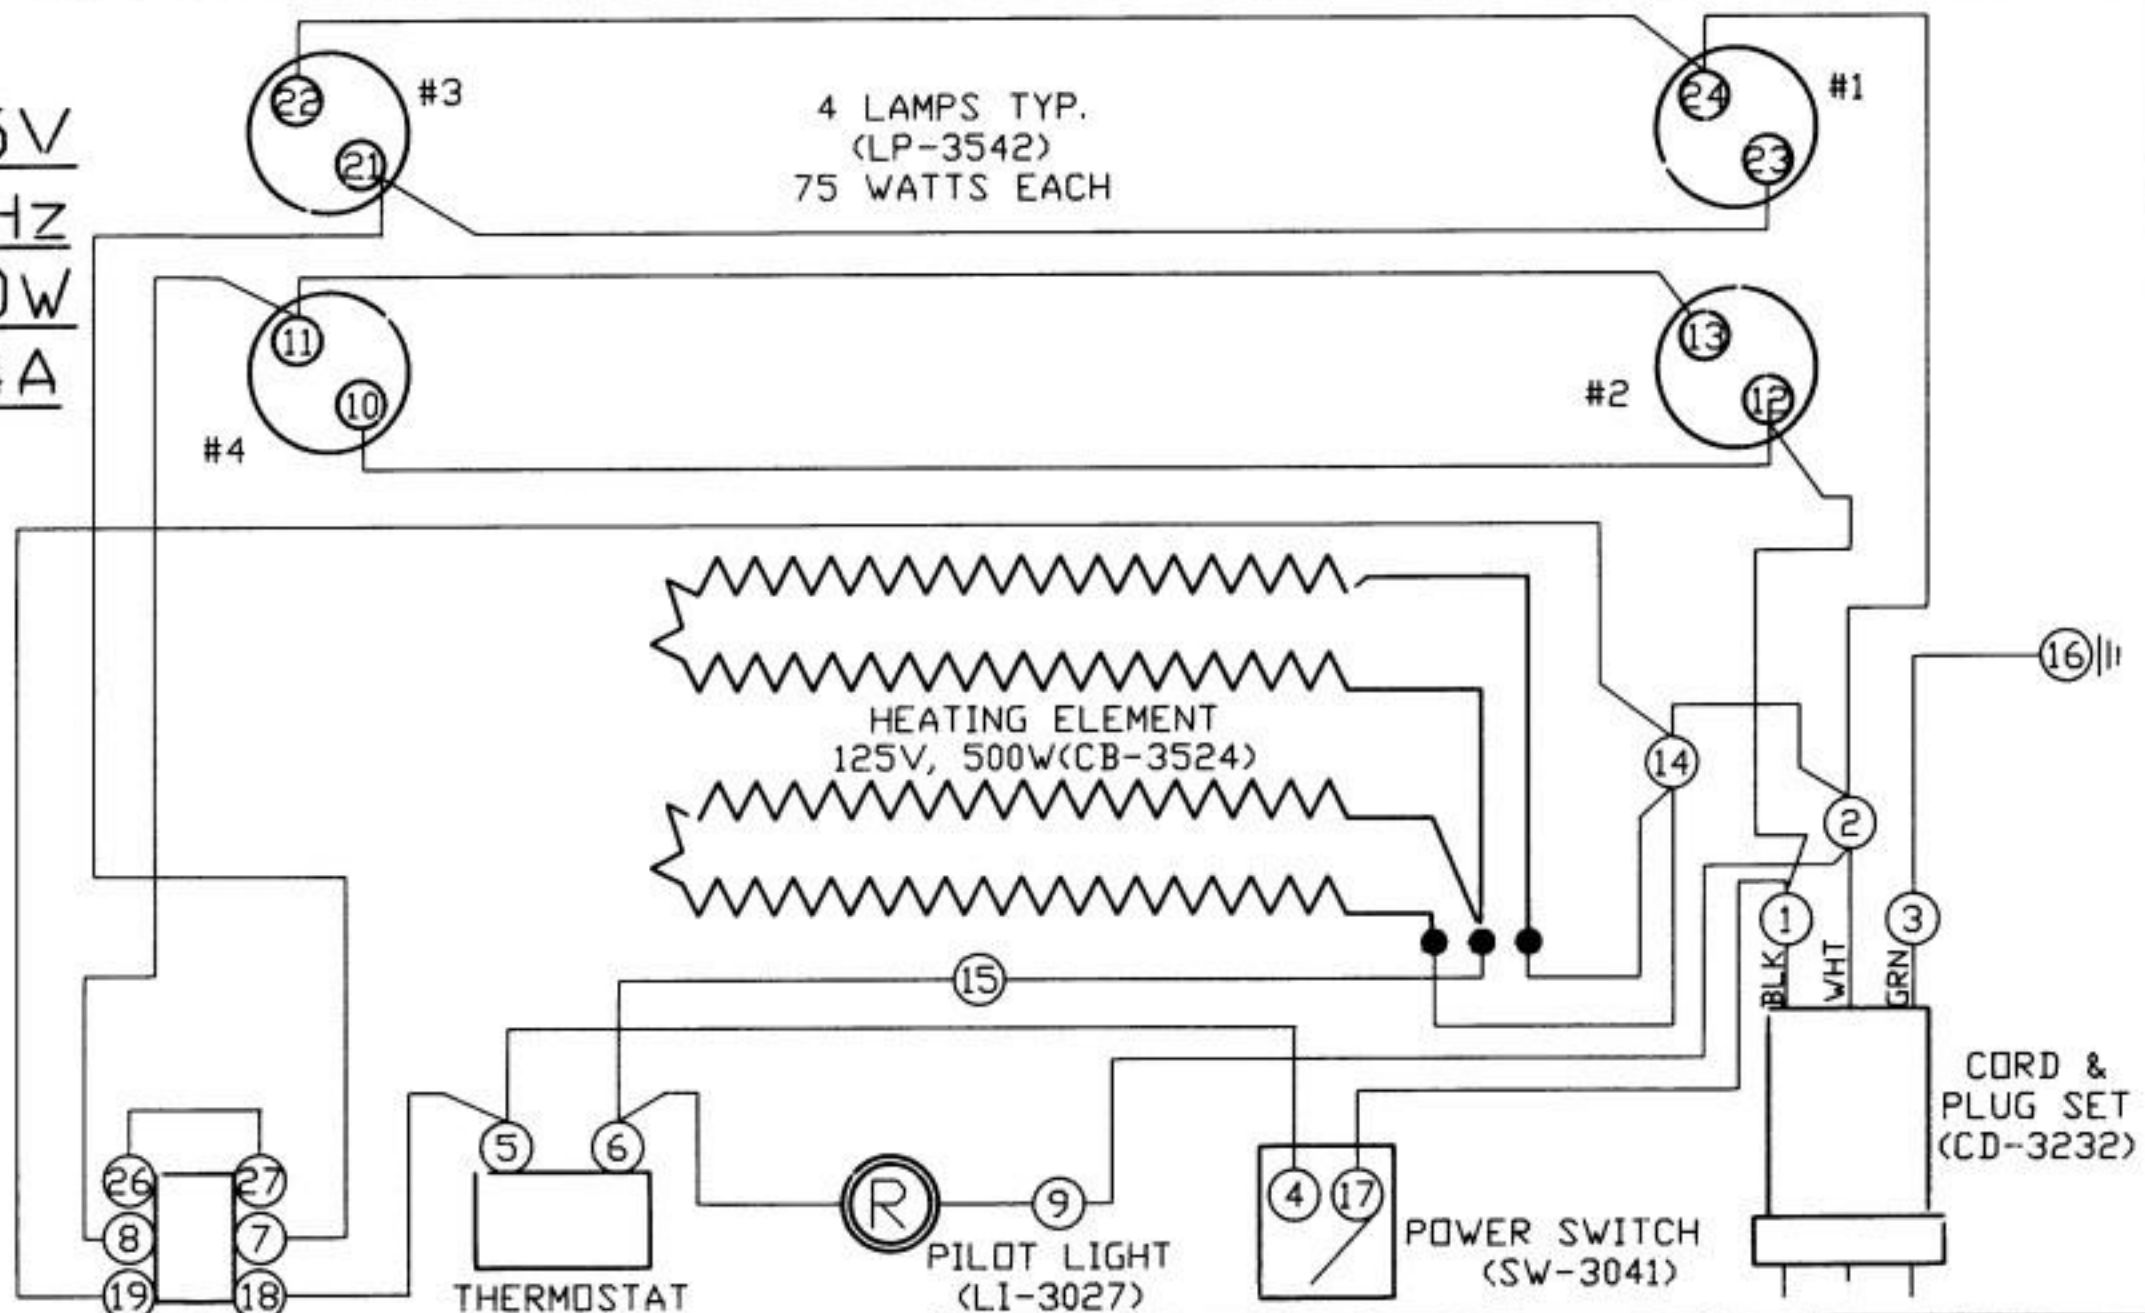 22
#3
24
#1
4 LAMPS TYP.
(LP-3542)
75 WATTS EACH
21
23
V
Hz
W
A
11
13
10
#4
#2
12
16
HEATING ELEMENT
125V, 500W(CB-3524)
14
2
1
3
BLK
WHT
GRN
15
CORD &
PLUG SET
(CD-3232)
5
6
26
27
8
7
19
18
R
9
4
17
THERMOSTAT
PILOT LIGHT
(LI-3027)
POWER SWITCH
(SW-3041)